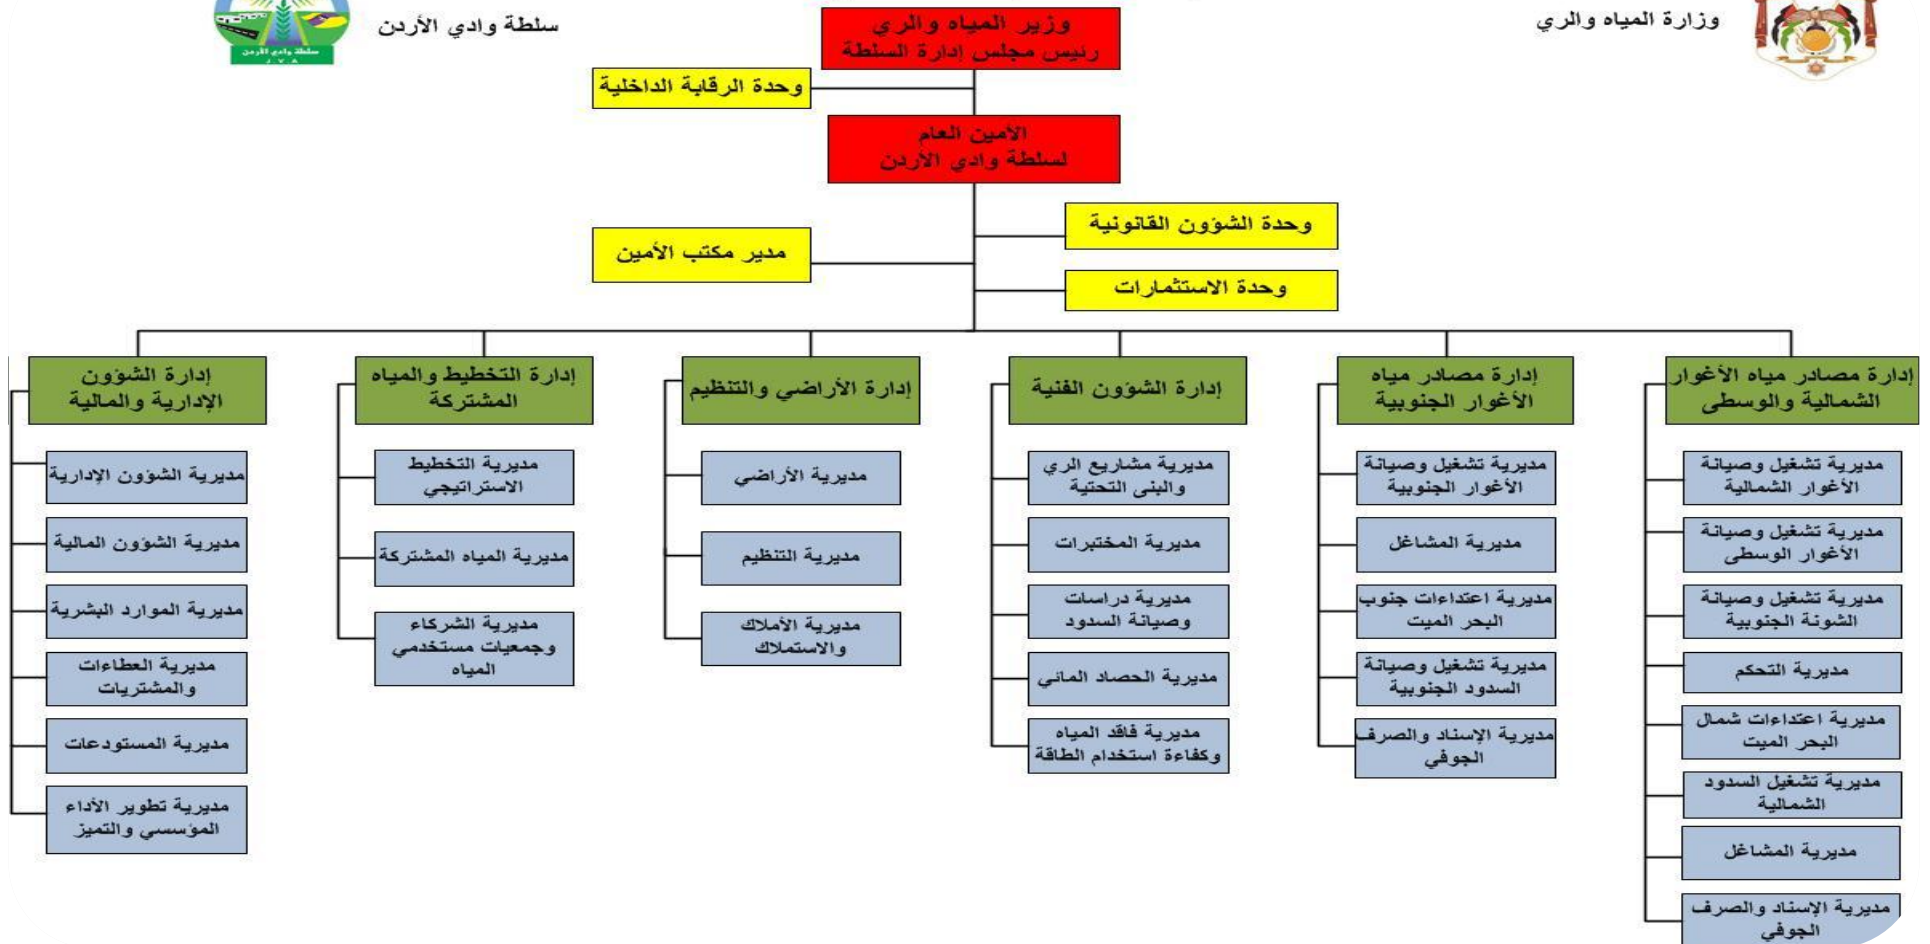 وزارة المياه والري
سلطة وادي الأردن
سلطة وادي الأردن
J . V . A
وزير المياه والري
رئيس مجلس إدارة السلطة
وحدة الرقابة الداخلية
الأمين العام
لسلطة وادي الأردن
وحدة الشؤون القانونية
مدير مكتب الأمين
وحدة الاستثمارات
إدارة مصادر مياه الأغوار
الشمالية والوسطى
مديرية تشغيل وصيانة
الأغوار الشمالية
مديرية تشغيل وصيانة
الأغوار الوسطى
مديرية تشغيل وصيانة
الشونة الجنوبية
مديرية التحكم
مديرية اعتداءات شمال
البحر الميت
مديرية تشغيل السدود
الشمالية
مديرية المشاغل
مديرية الإسناد والصرف
الجوفي
إدارة مصادر مياه
الأغوار الجنوبية
مديرية تشغيل وصيانة
الأغوار الجنوبية
مديرية المشاغل
مديرية اعتداءات جنوب
البحر الميت
مديرية تشغيل وصيانة
السدود الجنوبية
مديرية الإسناد والصرف
الجوفي
إدارة الشؤون الفنية
مديرية مشاريع الري
والبنى التحتية
مديرية المختبرات
مديرية دراسات
وصيانة السدود
مديرية الحصاد المائي
مديرية فاقد المياه
وكفاءة استخدام الطاقة
إدارة الأراضي والتنظيم
مديرية الأراضي
مديرية التنظيم
مديرية الأملاك
والاستملاك
إدارة التخطيط والمياه
المشتركة
مديرية التخطيط
الاستراتيجي
مديرية المياه المشتركة
مديرية الشركاء
وجمعيات مستخدمي
المياه
إدارة الشؤون
الإدارية والمالية
مديرية الشؤون الإدارية
مديرية الشؤون المالية
مديرية الموارد البشرية
مديرية العطاءات
والمشتريات
مديرية المستودعات
مديرية تطوير الأداء
المؤسسي والتميز